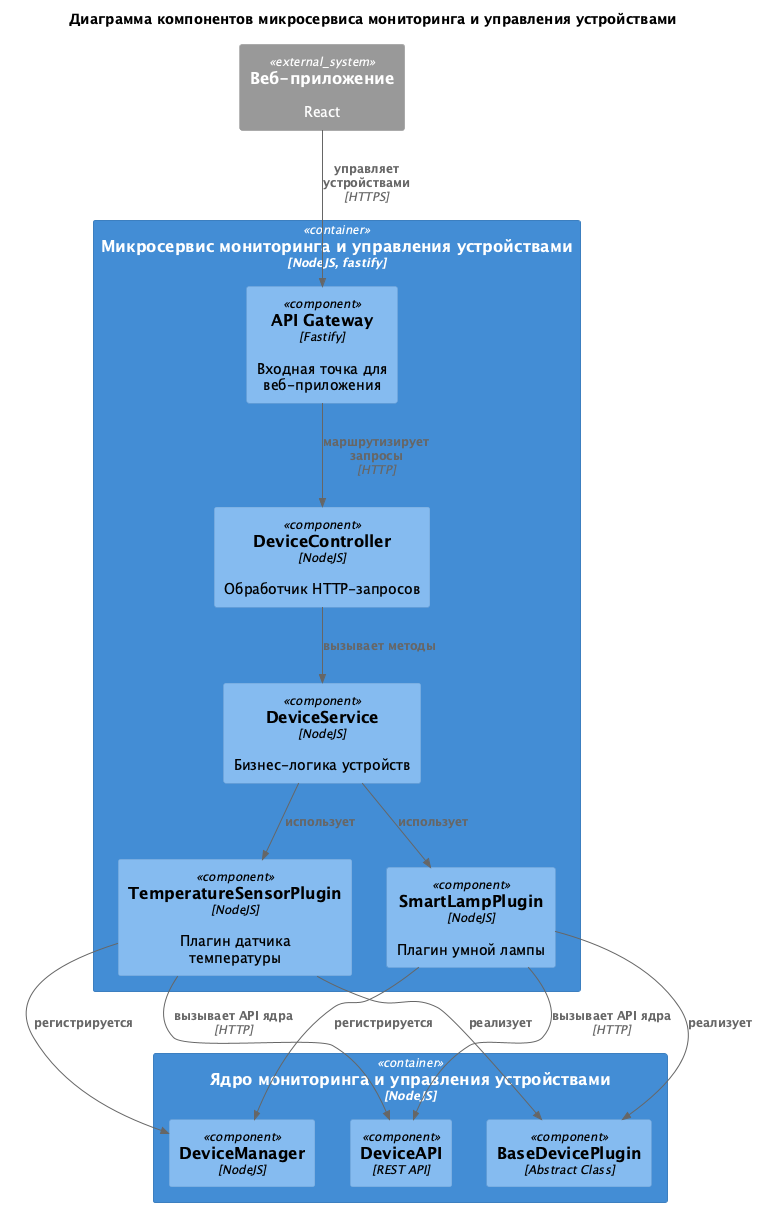 Диаграмма компонентов микросервиса мониторинга и управления устройствами
«external_system»
Веб-приложение
React
управляет
устройствами
[HTTPS]
«container»
Микросервис мониторинга и управления устройствами
[NodeJS, fastify]
«component»
API Gateway
[Fastify]
Входная точка для
веб-приложения
маршрутизирует
запросы
[HTTP]
«component»
DeviceController
[NodeJS]
Обработчик HTTP-запросов
вызывает методы
«component»
DeviceService
[NodeJS]
Бизнес-логика устройств
использует
использует
«component»
TemperatureSensorPlugin
[NodeJS]
Плагин датчика
температуры
«component»
SmartLampPlugin
[NodeJS]
Плагин умной лампы
регистрируется
вызывает API ядра
[HTTP]
регистрируется
реализует
вызывает API ядра
[HTTP]
реализует
«container»
Ядро мониторинга и управления устройствами
[NodeJS]
«component»
DeviceManager
[NodeJS]
«component»
DeviceAPI
[REST API]
«component»
BaseDevicePlugin
[Abstract Class]